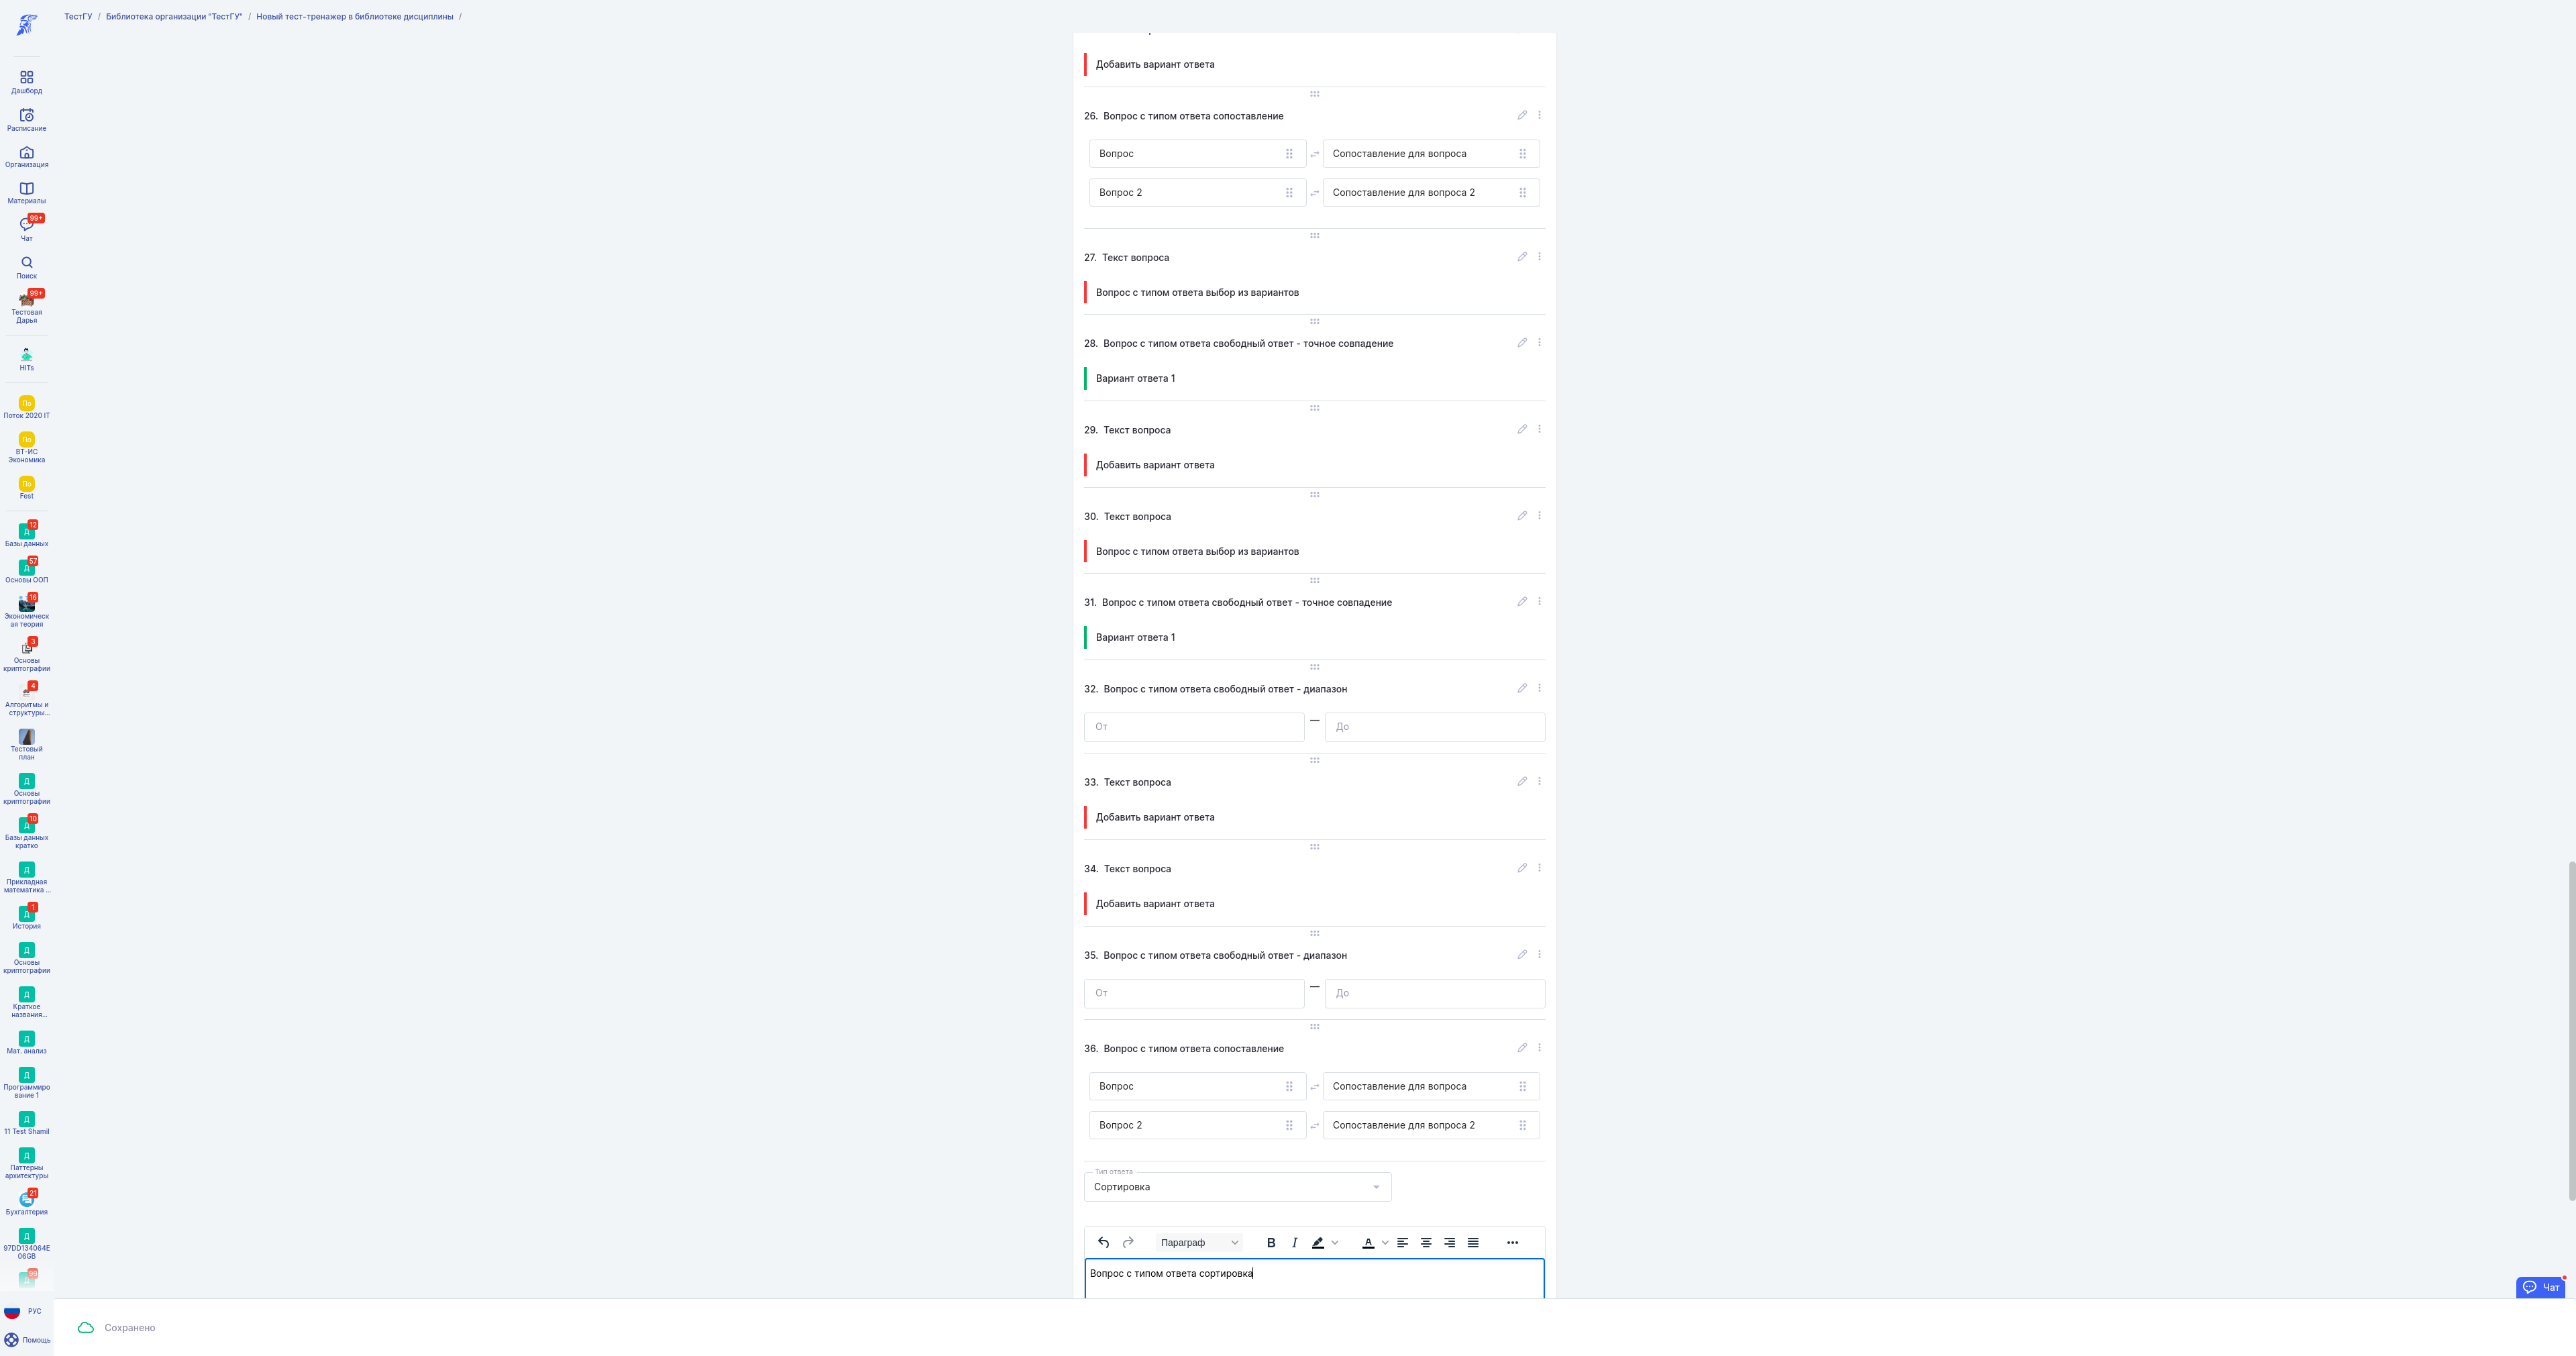 ТестГУ / Библиотека организации "ТестГУ" / Новый тест-тренажер в библиотеке дисциплины /
Дашборд
Расписание
Организация
Материалы
99+
Чат
Поиск
99+
Тестовая
Дарья
HITs
По
Поток 2020 IT
По
ВТ-ИС
Экономика
По
Fest
12
Д
Базы данных
57
Д
Основы ООП
16
Экономическ
ая теория
3
Основы
криптографии
4
Алгоритмы и
структуры...
Тестовый
план
Д
Основы
криптографии
10
Д
Базы данных
кратко
Д
Прикладная
математика ...
1
Д
История
Д
Основы
криптографии
Д
Краткое
названия...
Д
Мат. анализ
Д
Программиро
вание 1
Д
11 Test Shamil
Д
Паттерны
архитектуры
21
Бухгалтерия
Д
97DD134064E
06GB
99
Д
РУС
Помощь
Добавить вариант ответа
26. Вопрос с типом ответа сопоставление
Вопрос Сопоставление для вопроса
Вопрос 2 Сопоставление для вопроса 2
27. Текст вопроса
Вопрос с типом ответа выбор из вариантов
28. Вопрос с типом ответа свободный ответ - точное совпадение
Вариант ответа 1
29. Текст вопроса
Добавить вариант ответа
30. Текст вопроса
Вопрос с типом ответа выбор из вариантов
31. Вопрос с типом ответа свободный ответ - точное совпадение
Вариант ответа 1
32. Вопрос с типом ответа свободный ответ - диапазон
От — До
33. Текст вопроса
Добавить вариант ответа
34. Текст вопроса
Добавить вариант ответа
35. Вопрос с типом ответа свободный ответ - диапазон
От — До
36. Вопрос с типом ответа сопоставление
Вопрос Сопоставление для вопроса
Вопрос 2 Сопоставление для вопроса 2
Тип ответа
Сортировка
Параграф B I A
Вопрос с типом ответа сортировка
Чат
Сохранено